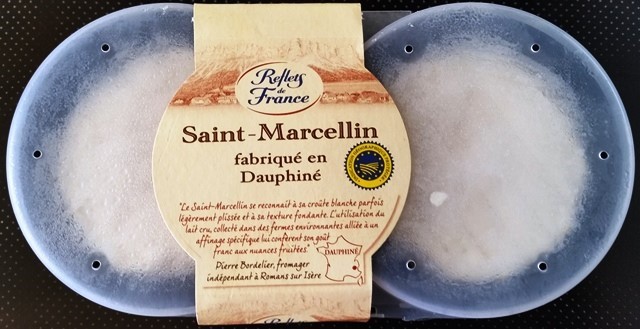 Reflets
de
France
Saint-Marcellin
fabriqué en
Dauphiné
"Le Saint-Marcellin se reconnaît à sa croûte blanche parfois
légèrement plissée et à sa texture fondante. L'utilisation du
lait cru, collecté dans des fermes environnantes alliée à un
affinage spécifique lui confèrent son goût
franc aux nuances fruitées."
DAUPHINÉ
Pierre Bordelier, fromager
indépendant à Romans sur Isère